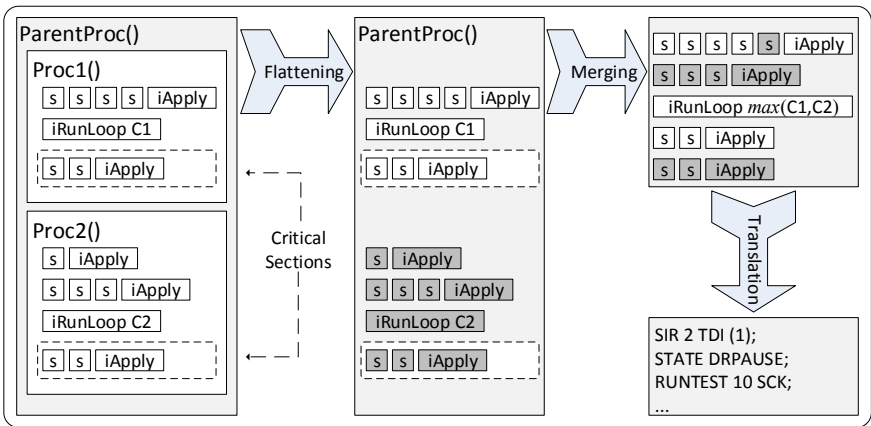 ParentProc()
Proc1()
s s s s iApply
iRunLoop C1
s s iApply
Proc2()
s iApply
s s s iApply
iRunLoop C2
s s iApply
Critical
Sections
Flattening
ParentProc()
s s s s iApply
iRunLoop C1
s s iApply
s iApply
s s s iApply
iRunLoop C2
s s iApply
Merging
s s s s s iApply
s s s iApply
iRunLoop max(C1,C2)
s s iApply
s s iApply
Translation
SIR 2 TDI (1);
STATE DRPAUSE;
RUNTEST 10 SCK;
...